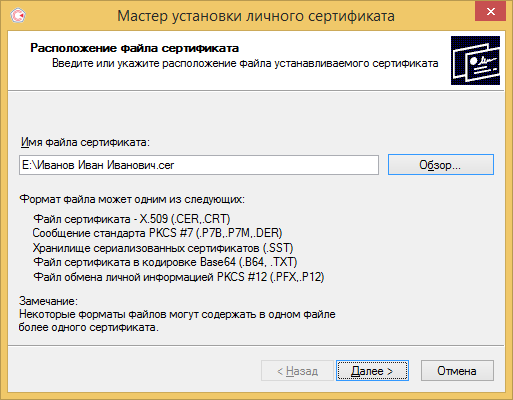 Мастер установки личного сертификата
Расположение файла сертификата
Введите или укажите расположение файла устанавливаемого сертификата
Имя файла сертификата:
E:\Иванов Иван Иванович.cer
Обзор...
Формат файла может одним из следующих:
Файл сертификата - X.509 (.CER,.CRT)
Сообщение стандарта PKCS #7 (.P7B,.P7M,.DER)
Хранилище сериализованных сертификатов (.SST)
Файл сертификата в кодировке Base64 (.B64, .TXT)
Файл обмена личной информацией PKCS #12 (.PFX,.P12)
Замечание:
Некоторые форматы файлов могут содержать в одном файле
более одного сертификата.
< Назад
Далее >
Отмена